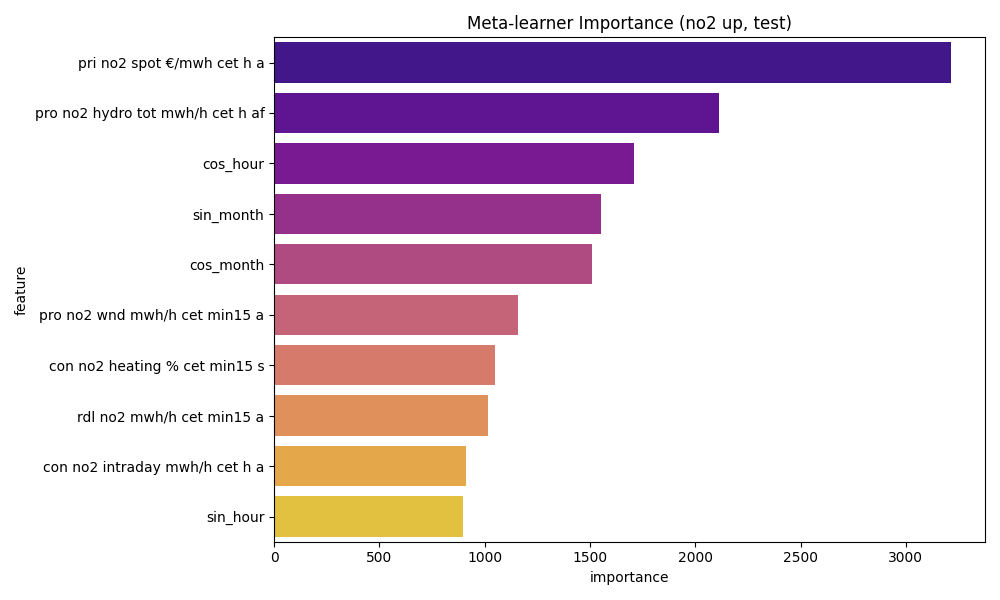 Meta-learner Importance (no2 up, test)
feature
pri no2 spot €/mwh cet h a
pro no2 hydro tot mwh/h cet h af
cos_hour
sin_month
cos_month
pro no2 wnd mwh/h cet min15 a
con no2 heating % cet min15 s
rdl no2 mwh/h cet min15 a
con no2 intraday mwh/h cet h a
sin_hour
0 500 1000 1500 2000 2500 3000
importance